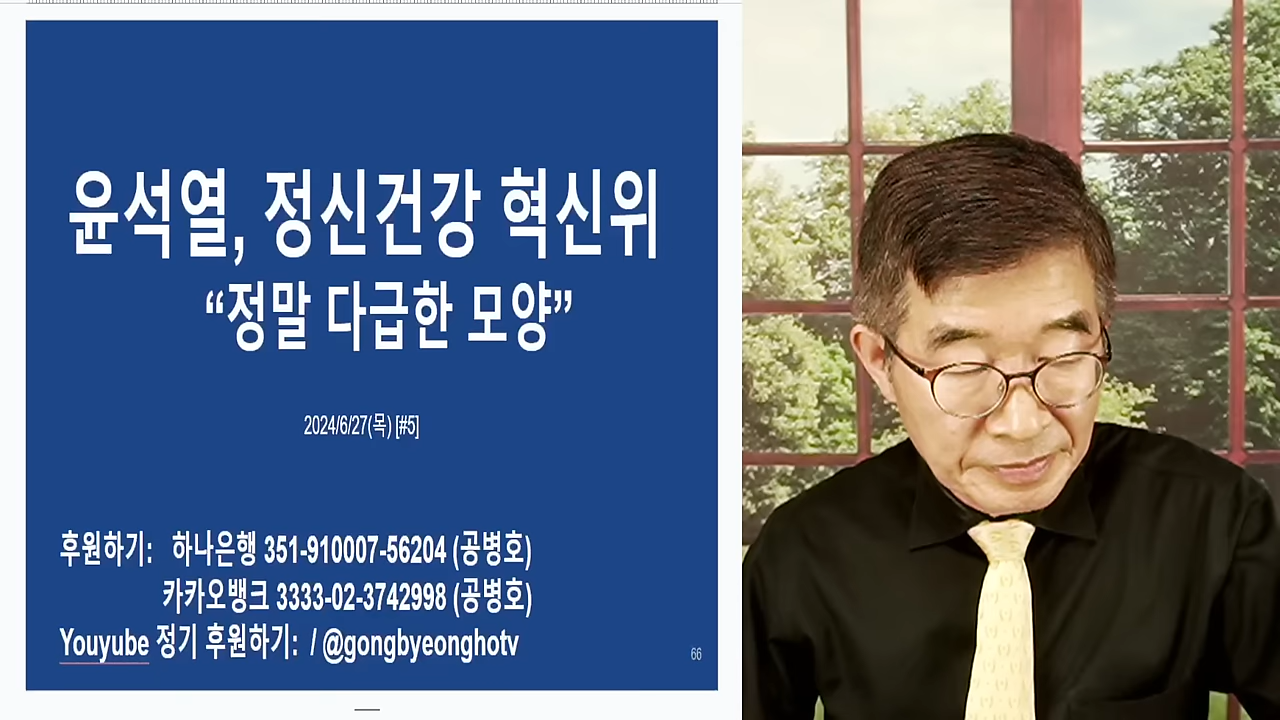 윤석열, 정신건강 혁신위
“정말 다급한 모양”
2024/6/27(목) [#5]
후원하기: 하나은행 351-910007-56204 (공병호)
카카오뱅크 3333-02-3742998 (공병호)
Youyube 정기 후원하기: / @gongbyeonghotv
66